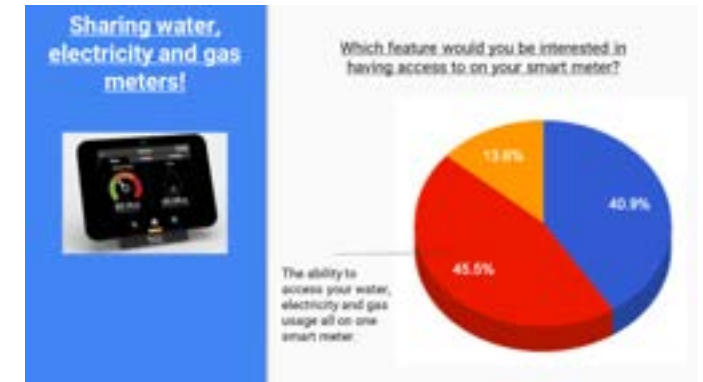 Sharing water,
electricity and gas
meters!
Which feature would you be interested in
having access to on your smart meter?
13.6%
40.9%
45.5%
The ability to
access your water,
electricity and gas
usage all on one
smart meter.